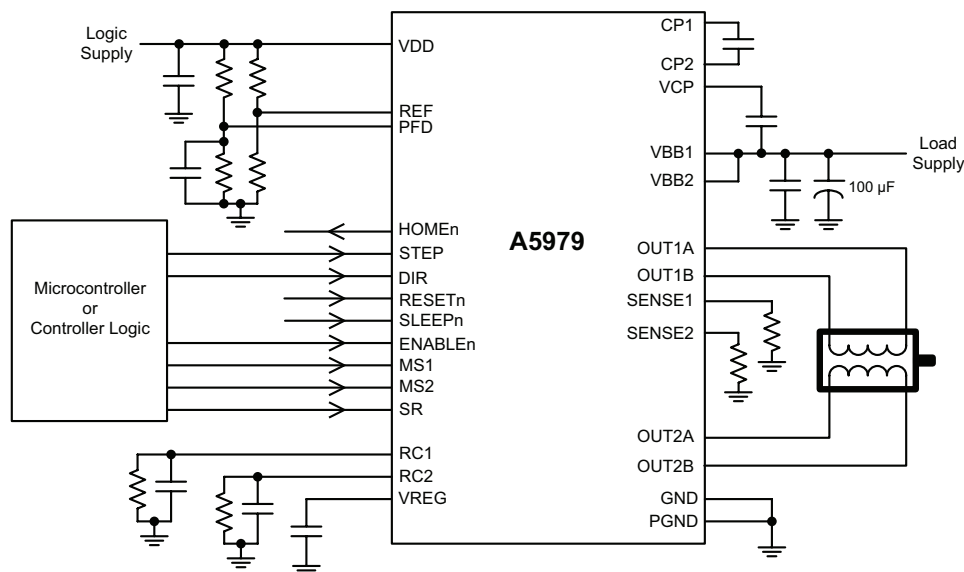 Logic
Supply
VDD
REF
PFD
HOMEn
STEP
DIR
RESETn
SLEEPn
ENABLEn
MS1
MS2
SR
RC1
RC2
VREG
Microcontroller
or
Controller Logic
A5979
CP1
CP2
VCP
VBB1
VBB2
OUT1A
OUT1B
SENSE1
SENSE2
OUT2A
OUT2B
GND
PGND
Load
Supply
100 µF